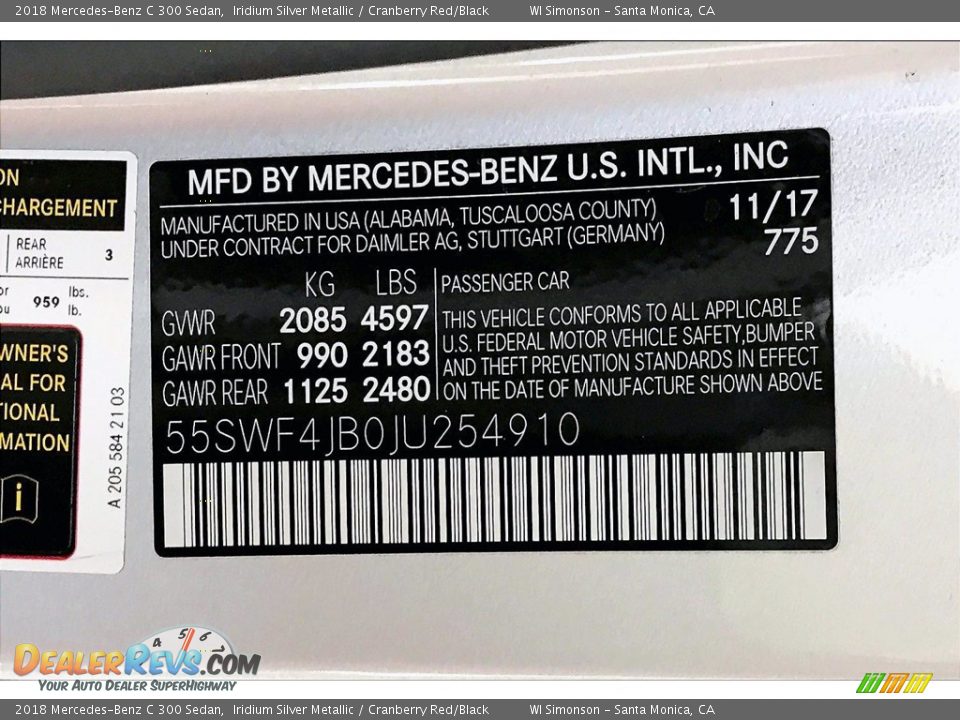 2018 Mercedes-Benz C 300 Sedan, Iridium Silver Metallic / Cranberry Red/Black WI Simonson - Santa Monica, CA
ON
CHARGEMENT
REAR 3
ARRIÈRE
or 959 lbs.
ou lb.
WNER'S
AL FOR
TIONAL
MATION
i
A 205 584 21 03
MFD BY MERCEDES-BENZ U.S. INTL., INC
MANUFACTURED IN USA (ALABAMA, TUSCALOOSA COUNTY) 11/17
UNDER CONTRACT FOR DAIMLER AG, STUTTGART (GERMANY) 775
KG LBS
GVWR 2085 4597
GAWR FRONT 990 2183
GAWR REAR 1125 2480
PASSENGER CAR
THIS VEHICLE CONFORMS TO ALL APPLICABLE
U.S. FEDERAL MOTOR VEHICLE SAFETY,BUMPER
AND THEFT PREVENTION STANDARDS IN EFFECT
ON THE DATE OF MANUFACTURE SHOWN ABOVE
55SWF4JB0JU254910
4 5 6
DEALERREVS.COM
YOUR AUTO DEALER SUPERHIGHWAY
2018 Mercedes-Benz C 300 Sedan, Iridium Silver Metallic / Cranberry Red/Black WI Simonson - Santa Monica, CA